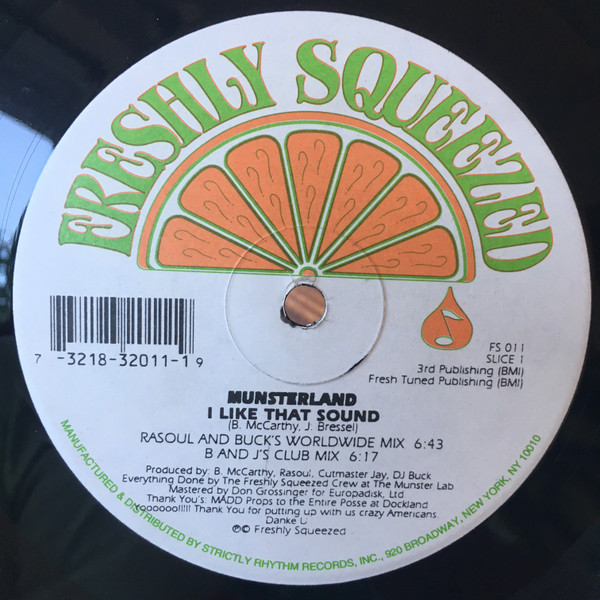 FRESHLY SQUEEZED
7 -3218-32011-1 9
FS 011
SLICE 1
3rd Publishing (BMI)
Fresh Tuned Publishing (BMI)
MUNSTERLAND
I LIKE THAT SOUND
(B. McCarthy, J. Bressel)
RASOUL AND BUCK'S WORLDWIDE MIX 6:43
B AND J'S CLUB MIX 6:17
Produced by: B. McCarthy, Rasoul, Cutmaster Jay, DJ Buck
Everything Done by The Freshly Squeezed Crew at The Munster Lab
Mastered by Don Grossinger for Europadisk, Ltd
Thank You's: MADD Props to the Entire Posse at Dockland
Yooooooll!!! Thank You for putting up with us crazy Americans.
Danke U
℗© Freshly Squeezed
MANUFACTURED & DISTRIBUTED BY STRICTLY RHYTHM RECORDS, INC., 920 BROADWAY, NEW YORK, NY 10010